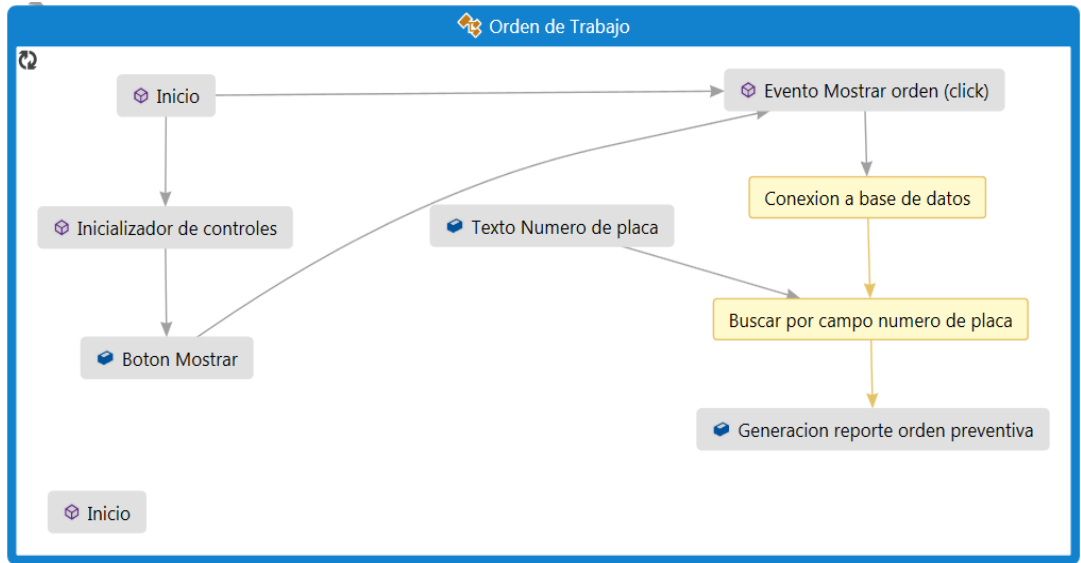 Orden de Trabajo
Inicio
Evento Mostrar orden (click)
Conexion a base de datos
Inicializador de controles
Texto Numero de placa
Buscar por campo numero de placa
Boton Mostrar
Generacion reporte orden preventiva
Inicio